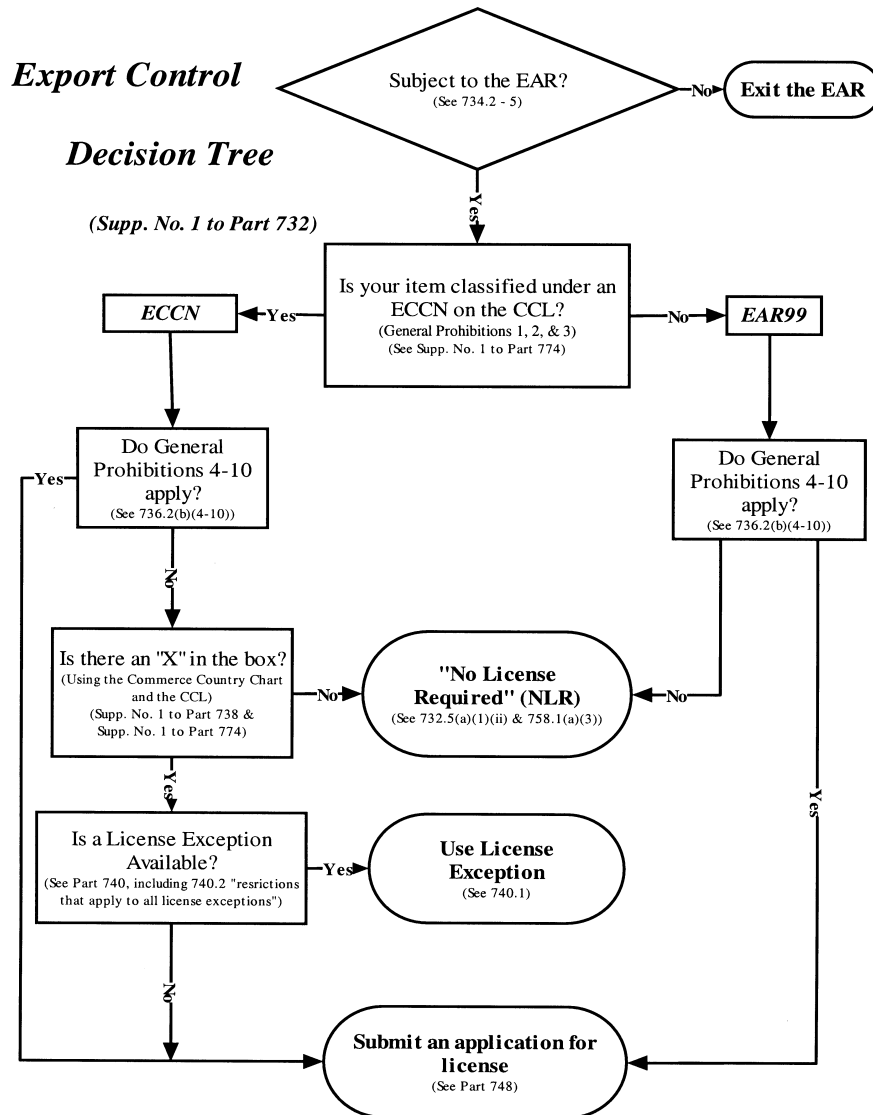 Export Control
Decision Tree
(Supp. No. 1 to Part 732)
Subject to the EAR?
(See 734.2 - 5)
No
Exit the EAR
Yes
Is your item classified under an
ECCN on the CCL?
(General Prohibitions 1, 2, & 3)
(See Supp. No. 1 to Part 774)
Yes
ECCN
No
EAR99
Do General
Prohibitions 4-10
apply?
(See 736.2(b)(4-10))
Yes
No
Do General
Prohibitions 4-10
apply?
(See 736.2(b)(4-10))
Is there an "X" in the box?
(Using the Commerce Country Chart
and the CCL)
(Supp. No. 1 to Part 738 &
Supp. No. 1 to Part 774)
No
"No License
Required" (NLR)
(See 732.5(a)(1)(ii) & 758.1(a)(3))
No
Yes
Yes
Is a License Exception
Available?
(See Part 740, including 740.2 "resrictions
that apply to all license exceptions")
Yes
Use License
Exception
(See 740.1)
No
Submit an application for
license
(See Part 748)